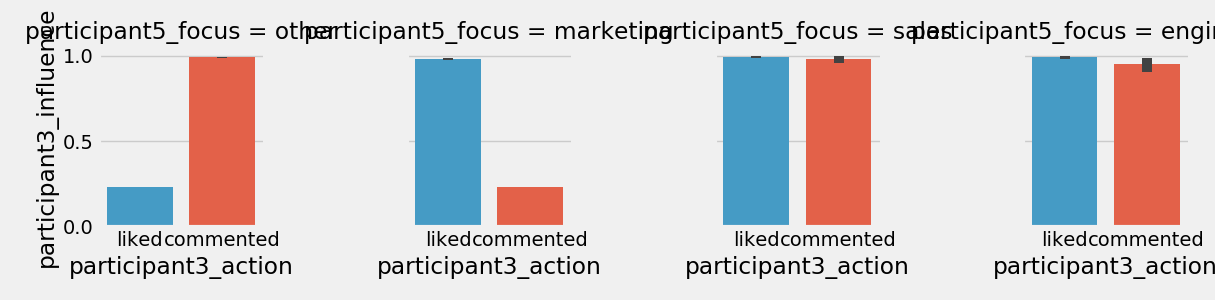 participant5_focus = other
participant5_focus = marketing
participant5_focus = sales
participant5_focus = engin
participant3_influence
1.0
0.5
0.0
liked commented
liked commented
liked commented
liked commented
participant3_action
participant3_action
participant3_action
participant3_action